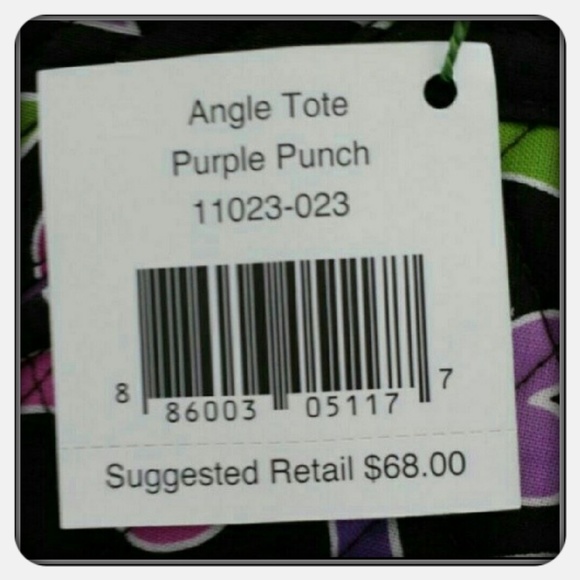 Angle Tote
Purple Punch
11023-023
8 86003 05117 7
Suggested Retail $68.00